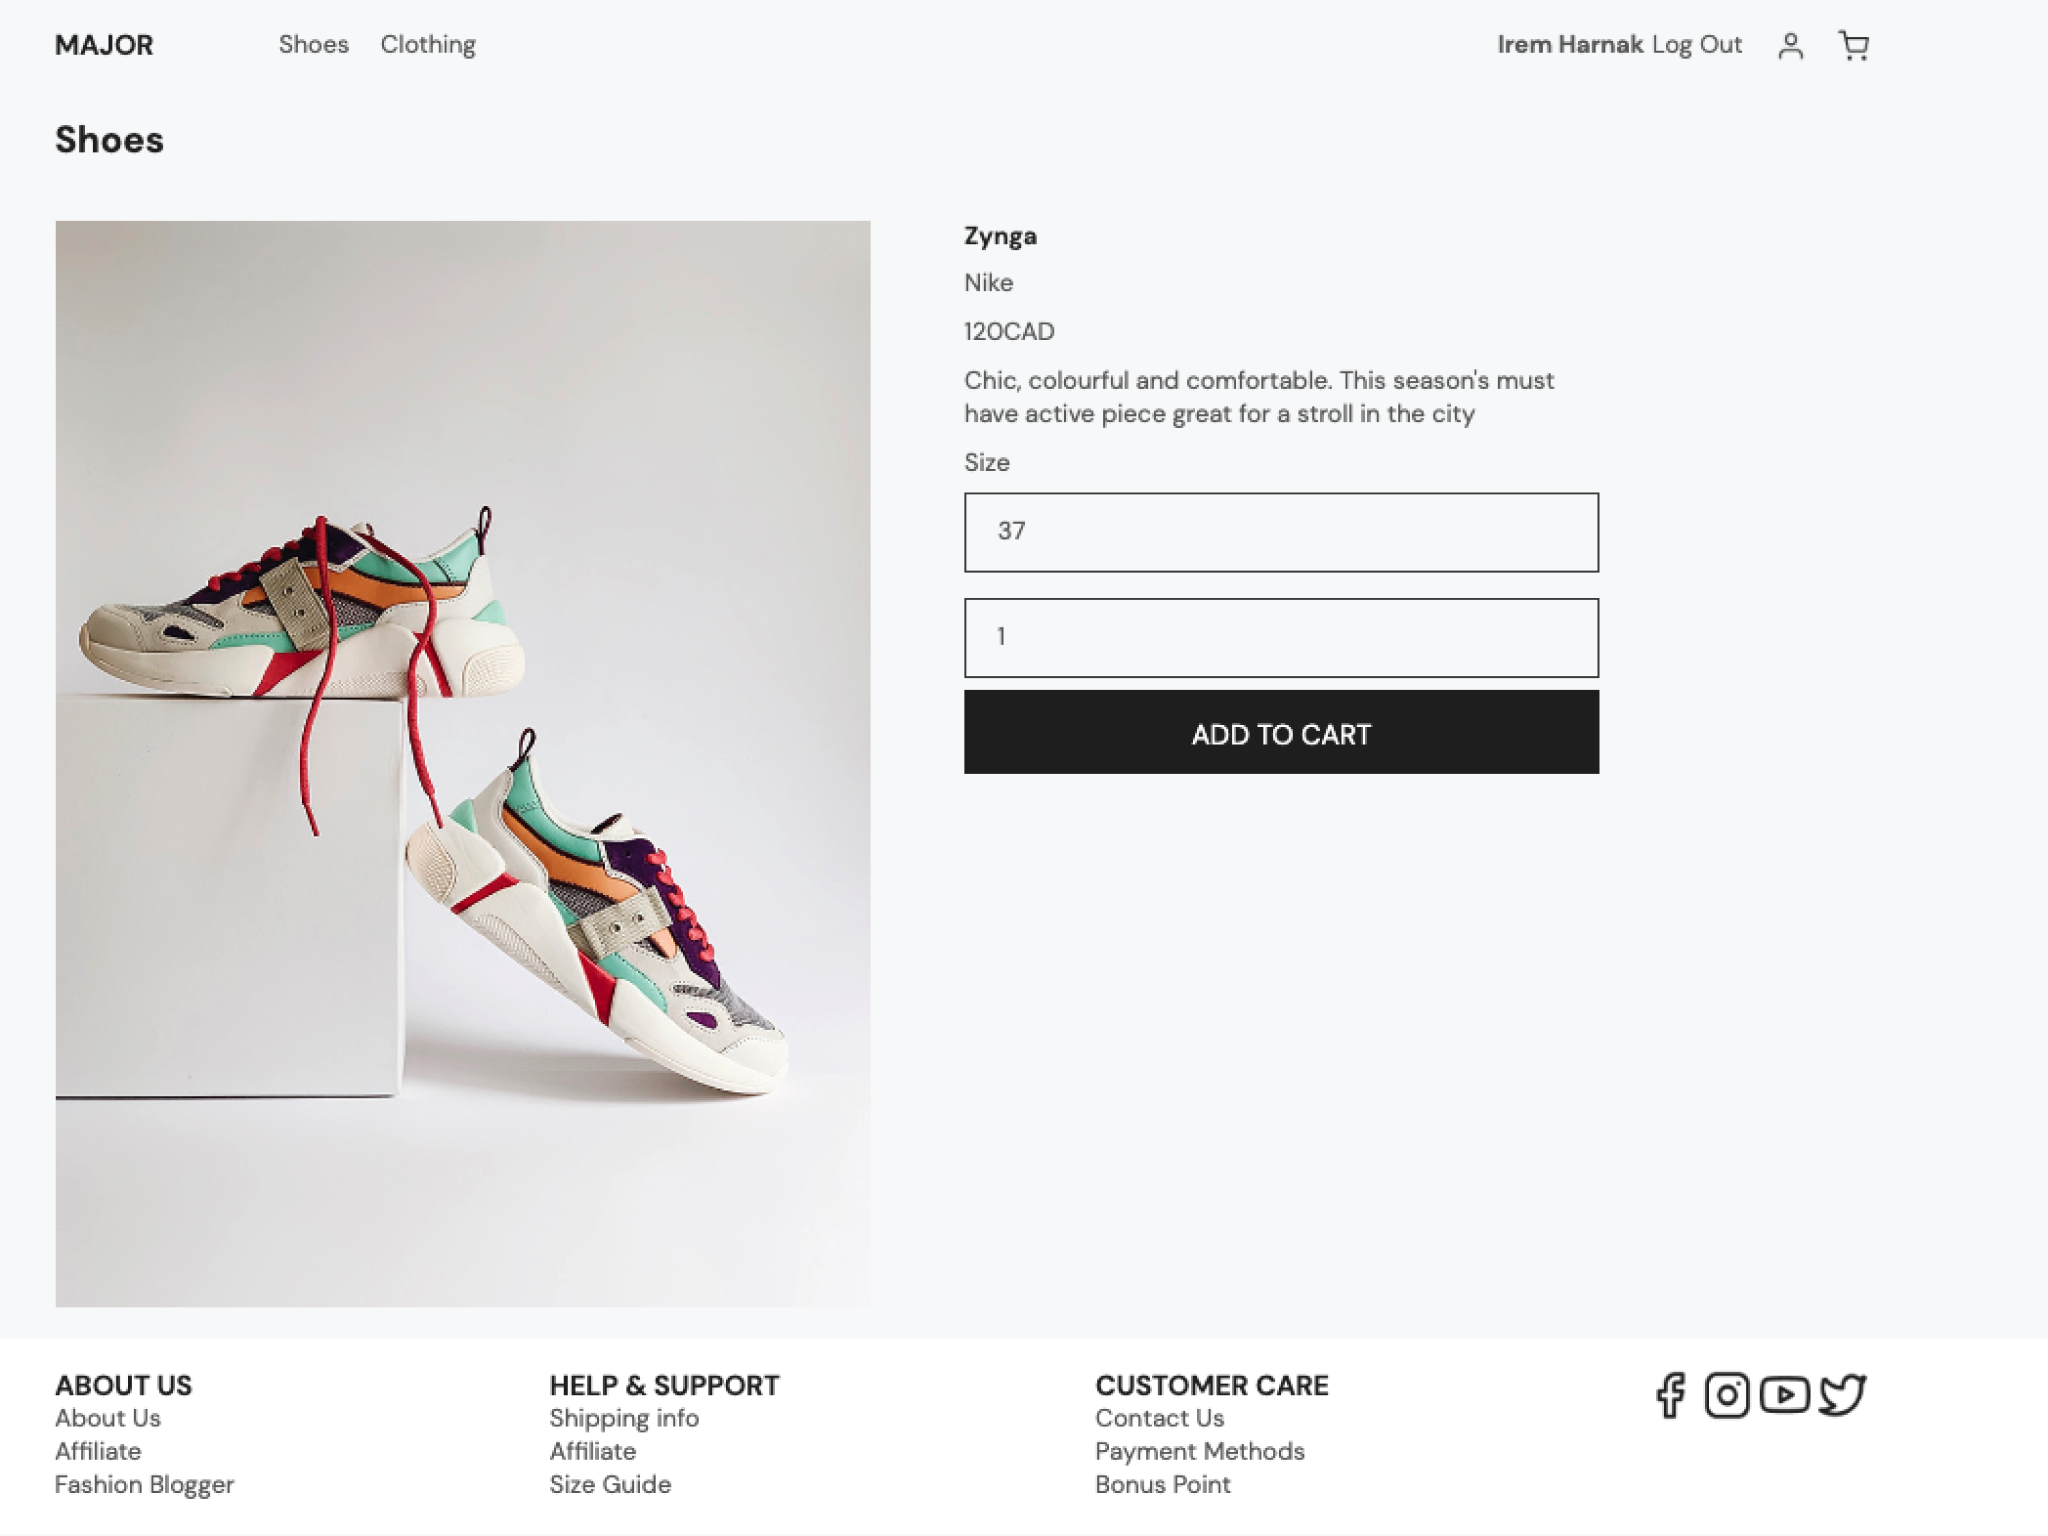 MAJOR
Shoes
Clothing
Irem Harnak Log Out
Shoes
Zynga
Nike
120CAD
Chic, colourful and comfortable. This season's must
have active piece great for a stroll in the city
Size
37
1
ADD TO CART
ABOUT US
About Us
Affiliate
Fashion Blogger
HELP & SUPPORT
Shipping info
Affiliate
Size Guide
CUSTOMER CARE
Contact Us
Payment Methods
Bonus Point